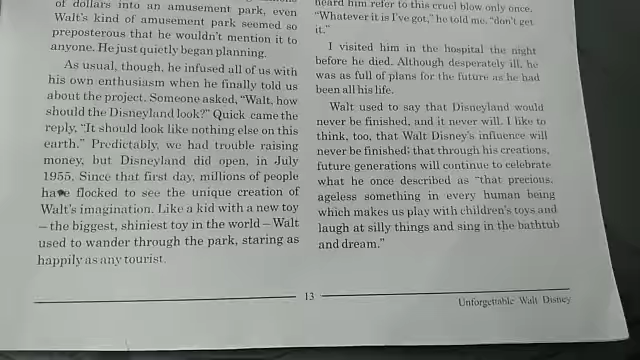 of dollars into an amusement park, even
Walt's kind of amusement park seemed so
preposterous that he wouldn't mention it to
anyone. He just quietly began planning.
As usual, though, he infused all of us with
his own enthusiasm when he finally told us
about the project. Someone asked, "Walt, how
should the Disneyland look?" Quick came the
reply, "It should look like nothing else on this
earth." Predictably, we had trouble raising
money, but Disneyland did open, in July
1955. Since that first day, millions of people
have flocked to see the unique creation of
Walt's imagination. Like a kid with a new toy
—the biggest, shiniest toy in the world—Walt
used to wander through the park, staring as
happily as any tourist.
heard him refer to this cruel blow only once.
"Whatever it is I've got," he told me, "don't get
it."
I visited him in the hospital the night
before he died. Although desperately ill, he
was as full of plans for the future as he had
been all his life.
Walt used to say that Disneyland would
never be finished, and it never will. I like to
think, too, that Walt Disney's influence will
never be finished; that through his creations,
future generations will continue to celebrate
what he once described as "that precious,
ageless something in every human being
which makes us play with children's toys and
laugh at silly things and sing in the bathtub
and dream."
13
Unforgettable Walt Disney